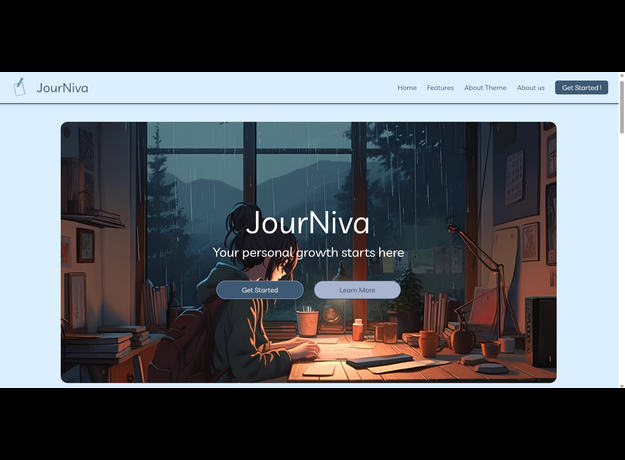 JourNiva
Home Features About Theme About us Get Started !
JourNiva
Your personal growth starts here
Get Started Learn More